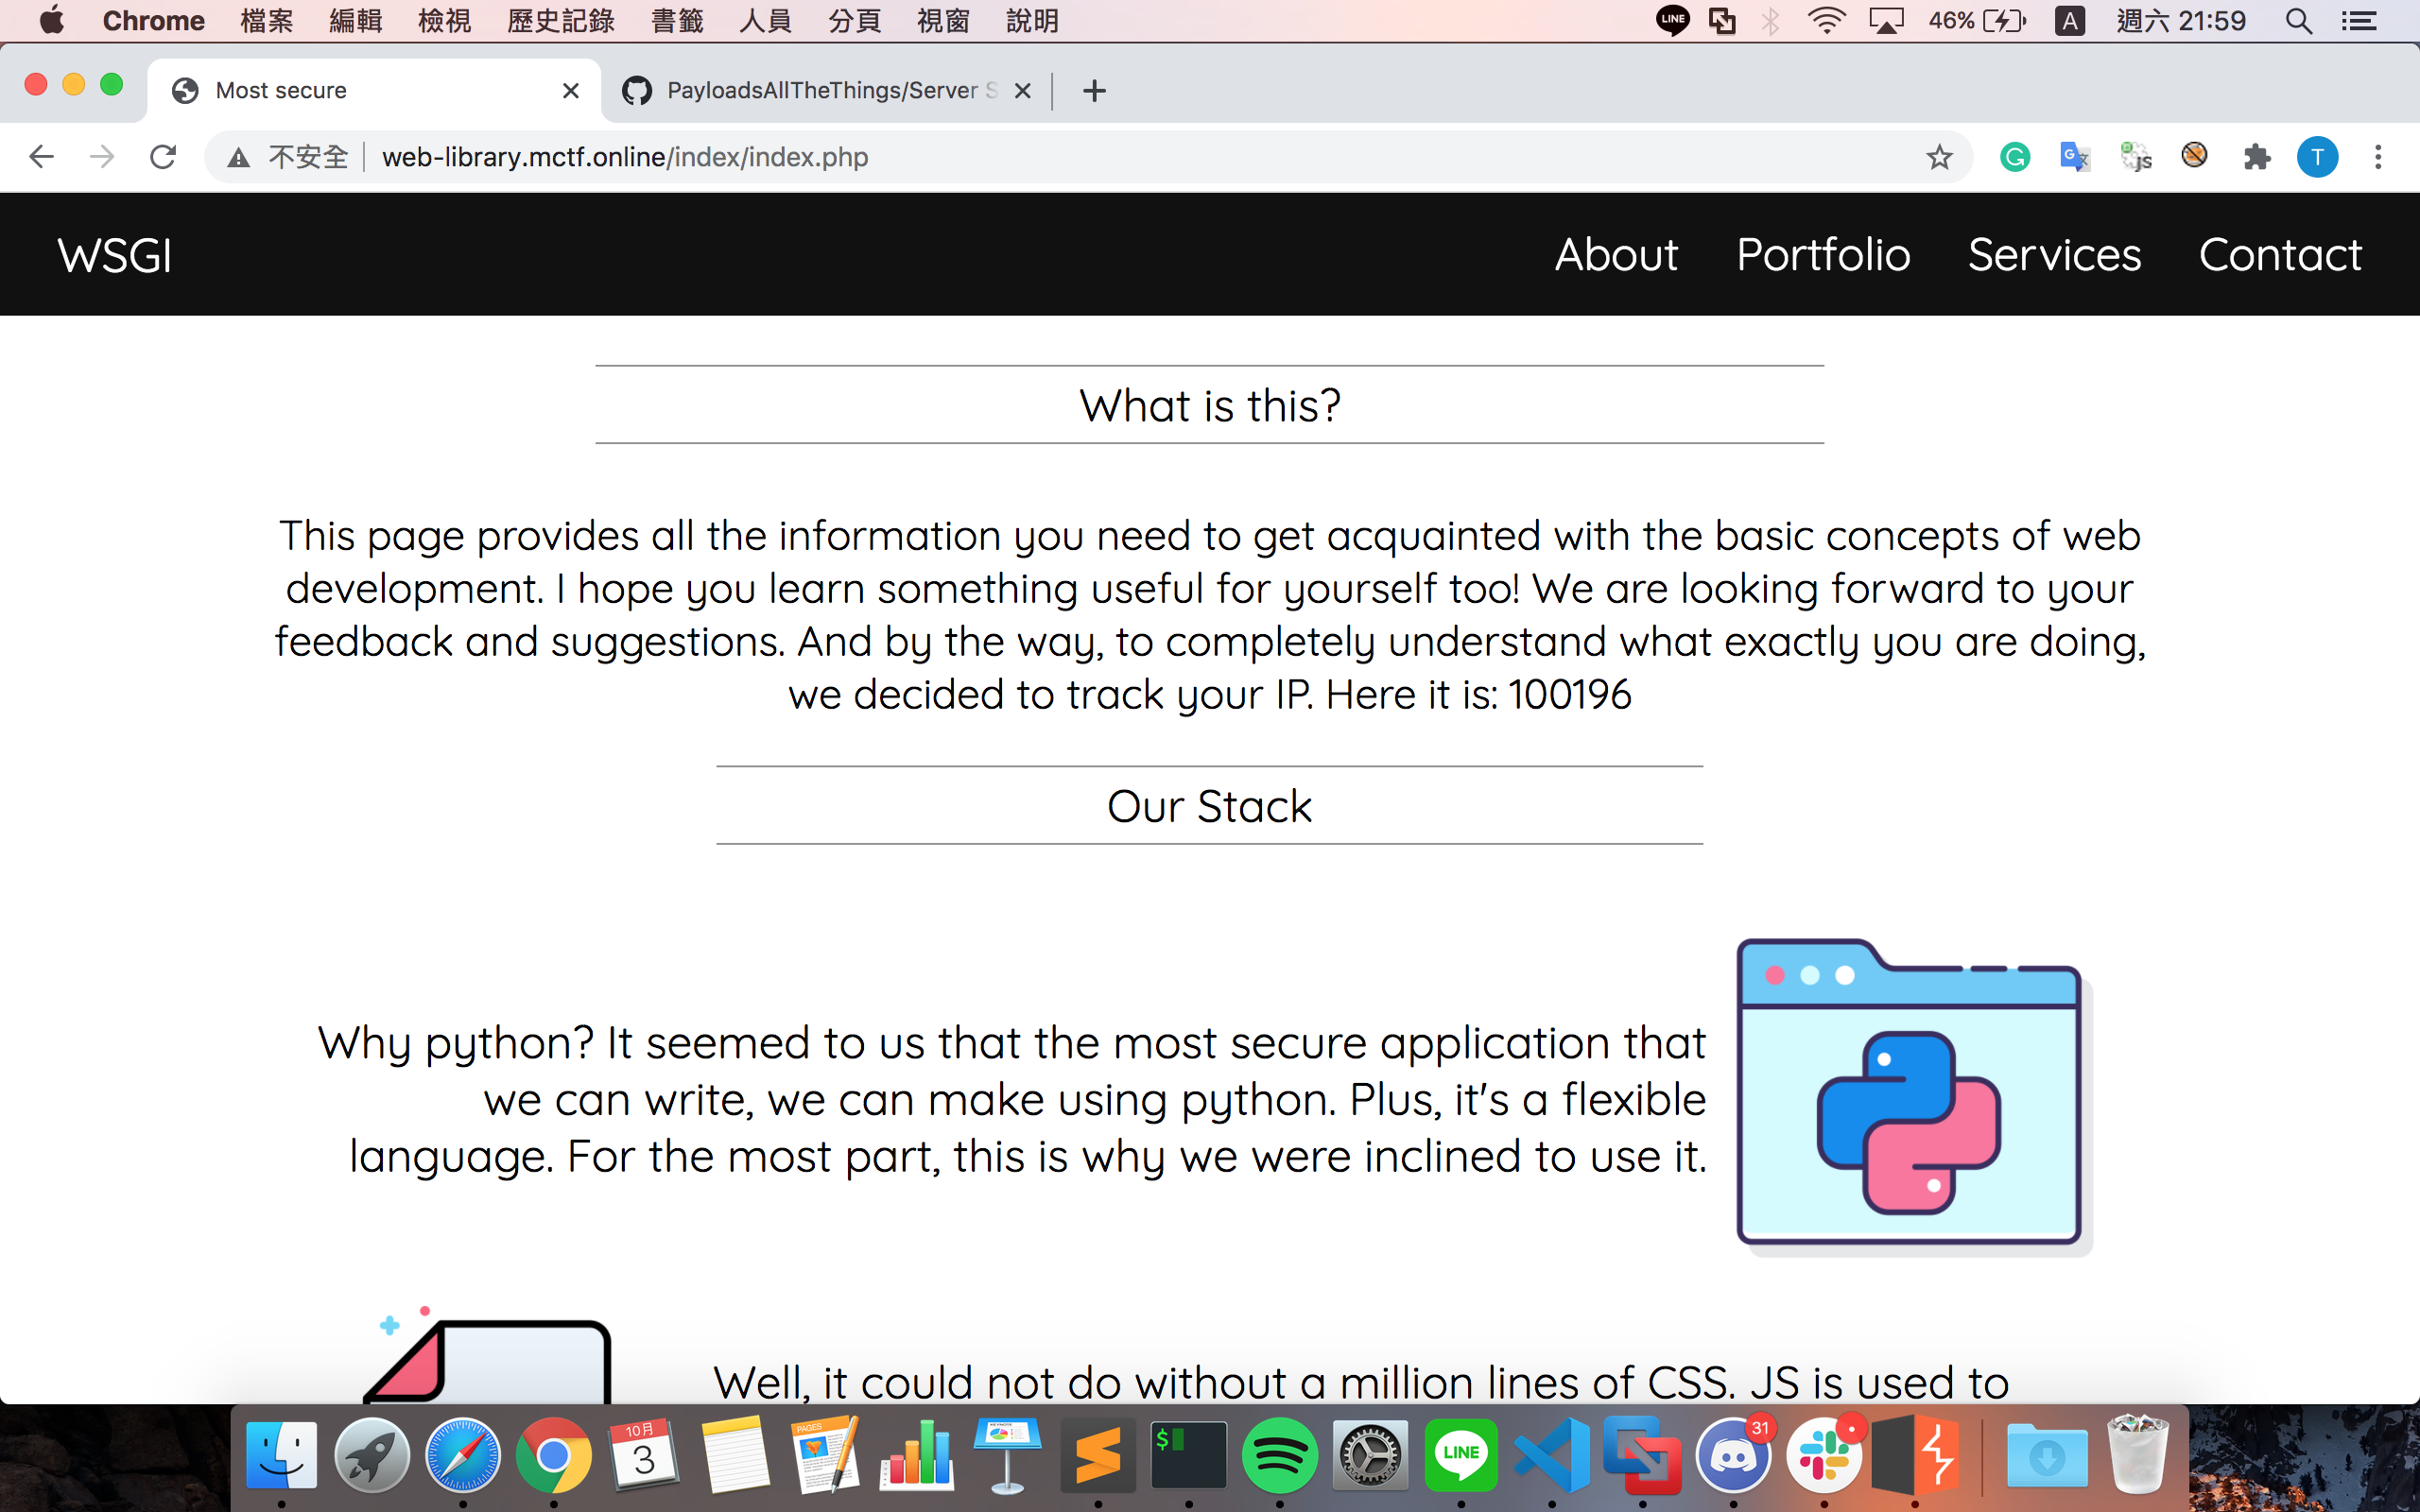 Chrome 檔案 編輯 檢視 歷史記錄 書籤 人員 分頁 視窗 說明 LINE 46% A 週六 21:59
Most secure PayloadsAllTheThings/Server S
不安全 web-library.mctf.online/index/index.php G JS T
WSGI About Portfolio Services Contact
What is this?
This page provides all the information you need to get acquainted with the basic concepts of web
development. I hope you learn something useful for yourself too! We are looking forward to your
feedback and suggestions. And by the way, to completely understand what exactly you are doing,
we decided to track your IP. Here it is: 100196
Our Stack
Why python? It seemed to us that the most secure application that
we can write, we can make using python. Plus, it's a flexible
language. For the most part, this is why we were inclined to use it.
Well, it could not do without a million lines of CSS. JS is used to
10月
3
PAGES
KEYNOTE
$
LINE
31